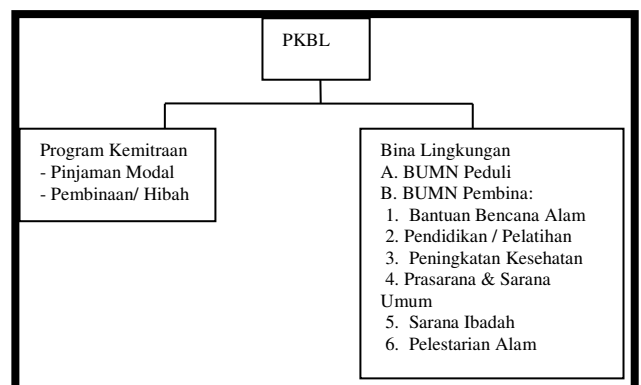 PKBL
Program Kemitraan
- Pinjaman Modal
- Pembinaan/ Hibah
Bina Lingkungan
A. BUMN Peduli
B. BUMN Pembina:
1. Bantuan Bencana Alam
2. Pendidikan / Pelatihan
3. Peningkatan Kesehatan
4. Prasarana & Sarana
Umum
5. Sarana Ibadah
6. Pelestarian Alam